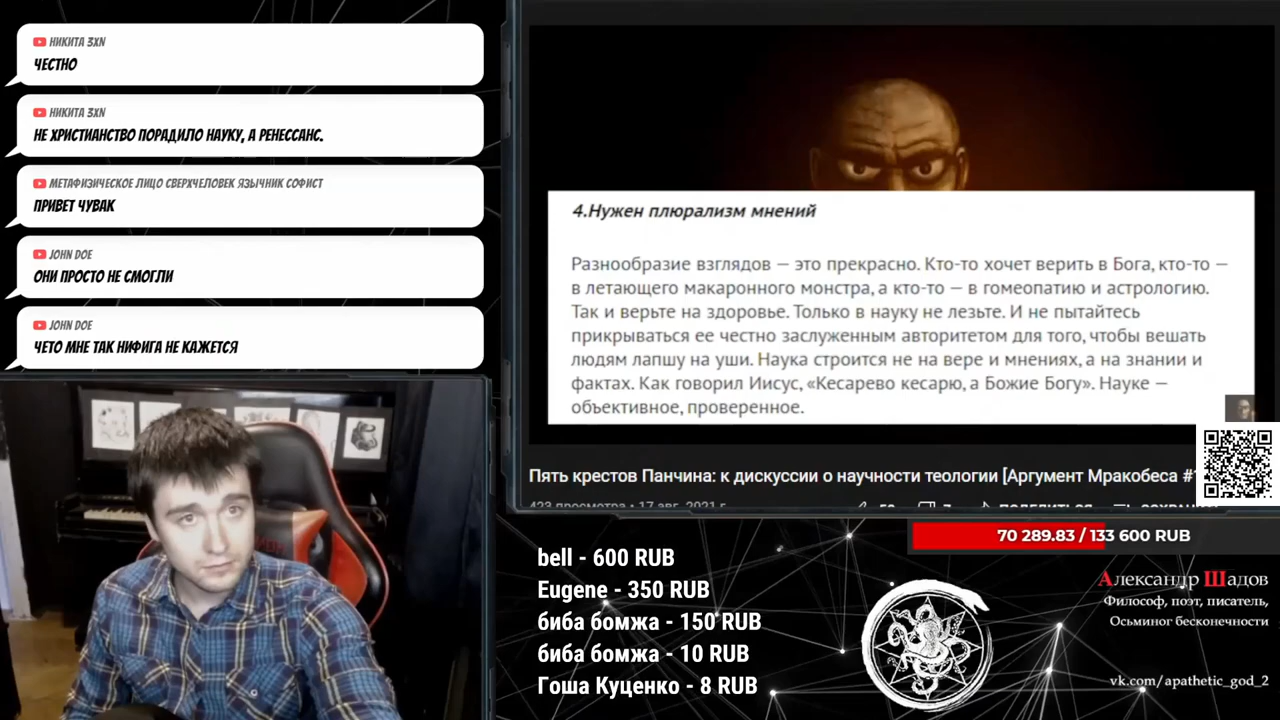 НИКИТА ЗХN
ЧЕСТНО
НИКИТА ЗХN
НЕ ХРИСТИАНСТВО ПОРАДИЛО НАУКУ, А РЕНЕССАНС.
МЕТАФИЗИЧЕСКОЕ ЛИЦО СВЕРХЧЕЛОВЕК ЯЗЫЧНИК СОФИСТ
ПРИВЕТ ЧУВАК
JOHN DOE
ОНИ ПРОСТО НЕ СМОГЛИ
JOHN DOE
ЧЕТО МНЕ ТАК НИФИГА НЕ КАЖЕТСЯ
4.Нужен плюрализм мнений
Разнообразие взглядов — это прекрасно. Кто-то хочет верить в Бога, кто-то —
в летающего макаронного монстра, а кто-то — в гомеопатию и астрологию.
Так и верьте на здоровье. Только в науку не лезьте. И не пытайтесь
прикрываться ее честно заслуженным авторитетом для того, чтобы вешать
людям лапшу на уши. Наука строится не на вере и мнениях, а на знании и
фактах. Как говорил Иисус, «Кесарево кесарю, а Божие Богу». Науке —
объективное, проверенное.
Пять крестов Панчина: к дискуссии о научности теологии [Аргумент Мракобеса #
423 просмотра • 17 авг. 2021 г.
ПОДЕЛИТЬСЯ
70 289.83 / 133 600 RUB
bell - 600 RUB
Eugene - 350 RUB
биба бомжа - 150 RUB
биба бомжа - 10 RUB
Гоша Куценко - 8 RUB
Александр Шадов
Философ, поэт, писатель,
Осьминог бесконечности
vk.com/apathetic_god_2